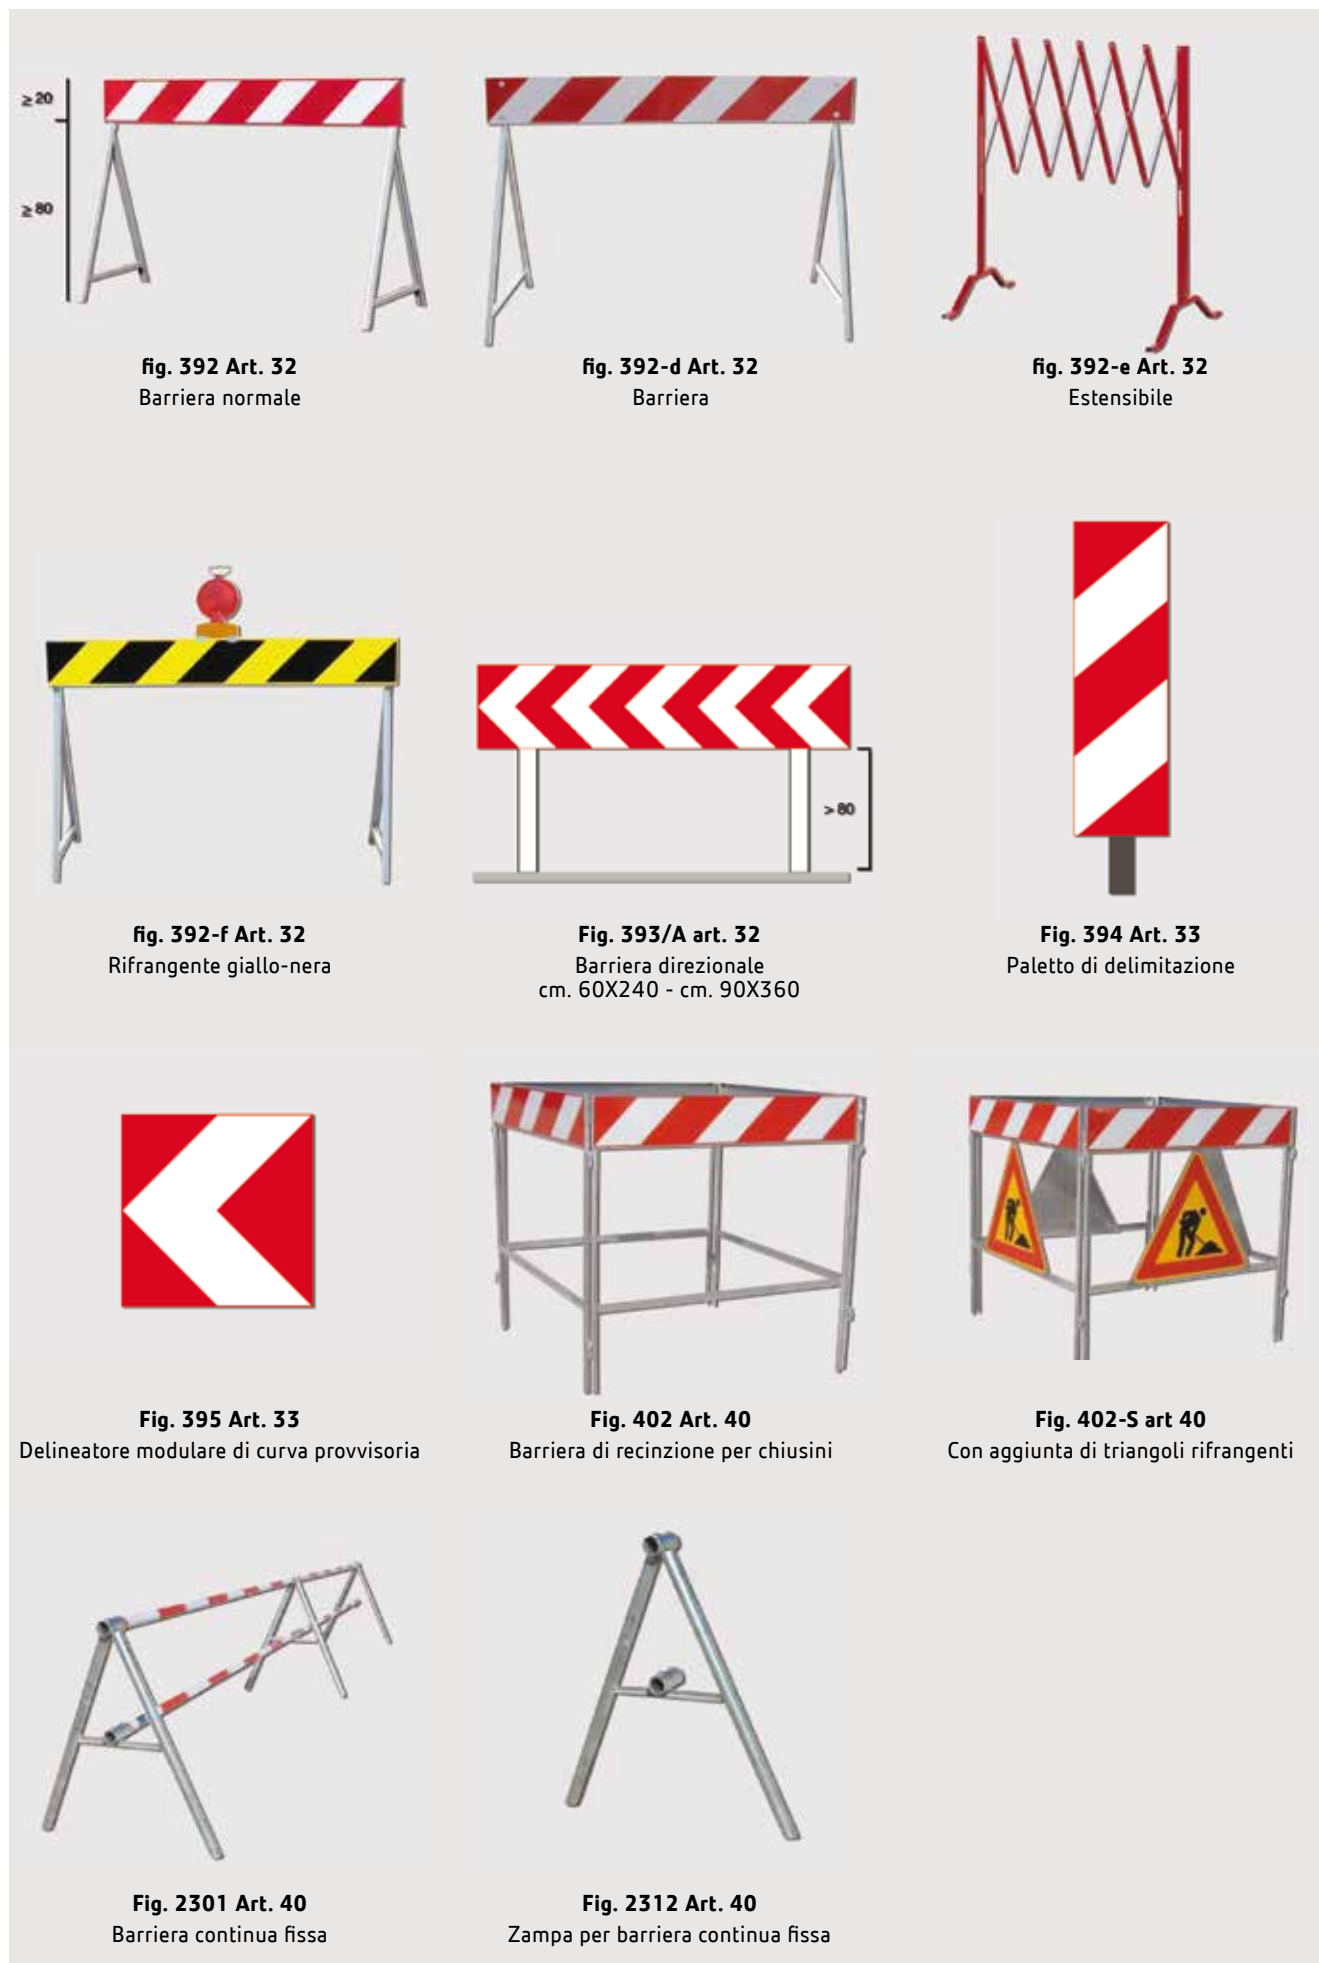 ≥20
≥80
fig. 392 Art. 32
Barriera normale
fig. 392-d Art. 32
Barriera
fig. 392-e Art. 32
Estensibile
fig. 392-f Art. 32
Rifrangente giallo-nera
>80
Fig. 393/A art. 32
Barriera direzionale
cm. 60X240 - cm. 90X360
Fig. 394 Art. 33
Paletto di delimitazione
Fig. 395 Art. 33
Delineatore modulare di curva provvisoria
Fig. 402 Art. 40
Barriera di recinzione per chiusini
Fig. 402-S art 40
Con aggiunta di triangoli rifrangenti
Fig. 2301 Art. 40
Barriera continua fissa
Fig. 2312 Art. 40
Zampa per barriera continua fissa